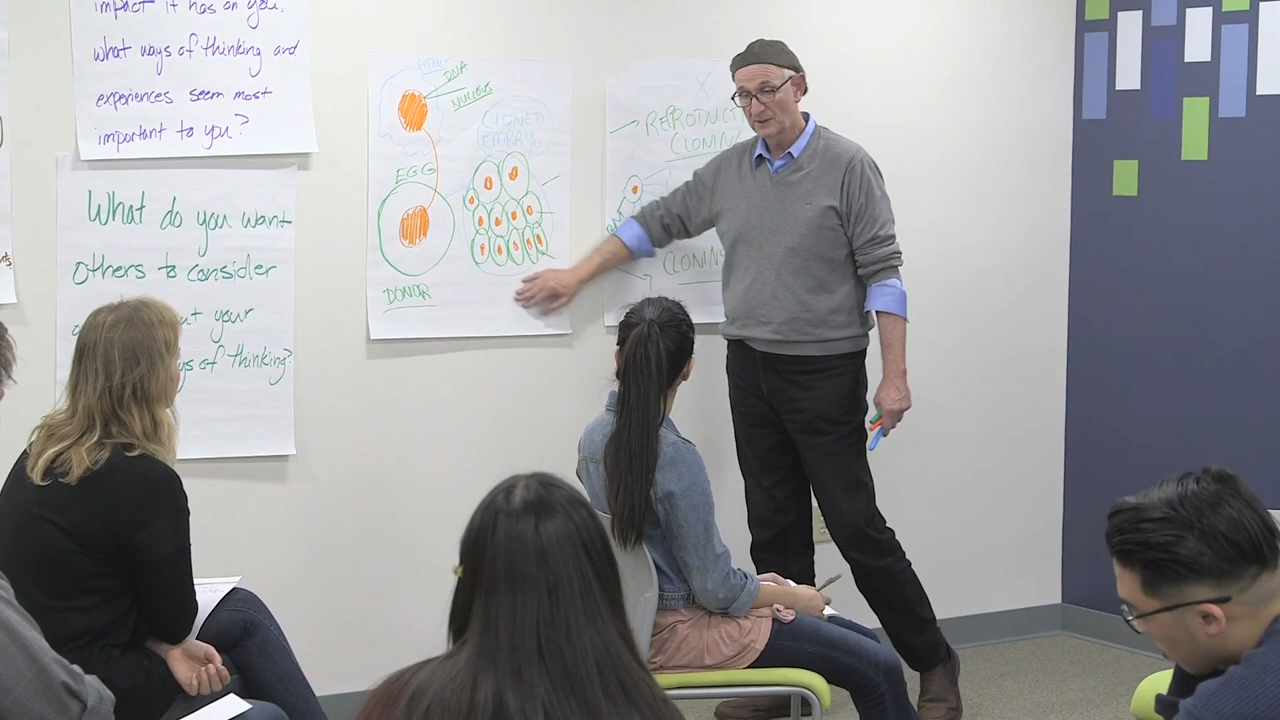 impact it has on you,
what ways of thinking and
experiences seem most
important to you?
What do you want
others to consider
your
of thinking?
DNA
NUCLEUS
EGG
DONOR
CLONED
EMBRYO
X
REPRODUCT
CLONIN
CLONIN